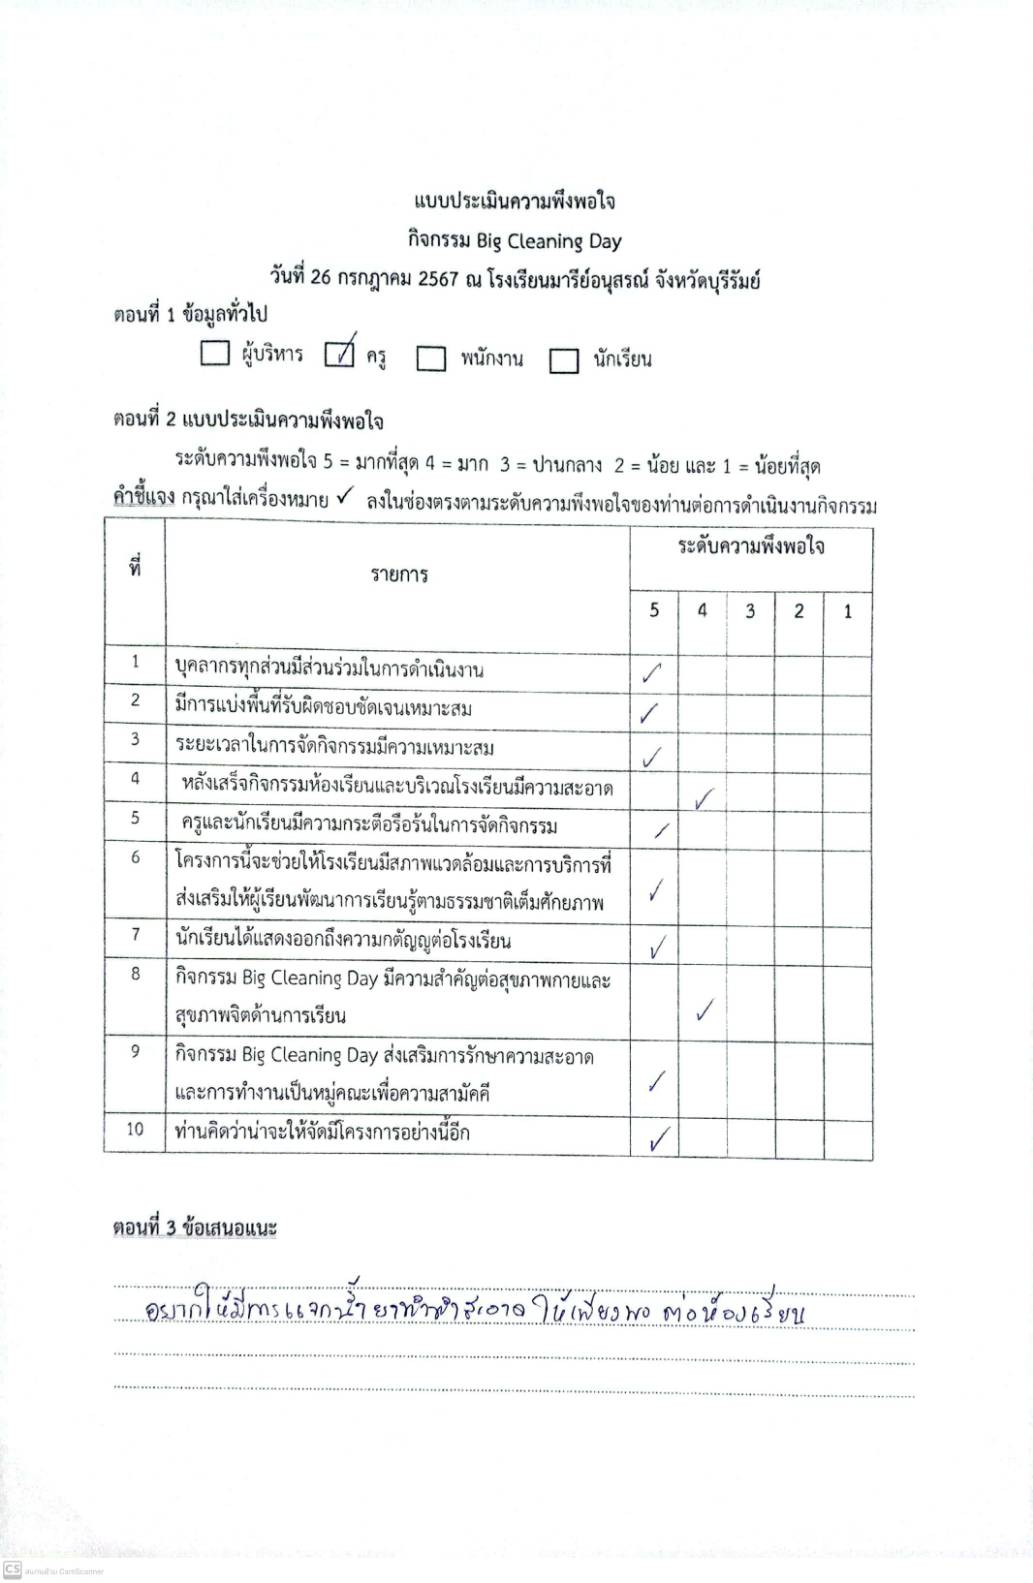 แบบประเมินความพึงพอใจ
กิจกรรม Big Cleaning Day
วันที่ 26 กรกฎาคม 2567 ณ โรงเรียนมารีย์อนุสรณ์ จังหวัดบุรีรัมย์
ตอนที่ 1 ข้อมูลทั่วไป
ผู้บริหาร ✓ ครู พนักงาน นักเรียน
ตอนที่ 2 แบบประเมินความพึงพอใจ
ระดับความพึงพอใจ 5 = มากที่สุด 4 = มาก 3 = ปานกลาง 2 = น้อย และ 1 = น้อยที่สุด
คำชี้แจง กรุณาใส่เครื่องหมาย ✓ ลงในช่องตรงตามระดับความพึงพอใจของท่านต่อการดำเนินงานกิจกรรม
ที่ รายการ ระดับความพึงพอใจ
5 4 3 2 1
1 บุคลากรทุกส่วนมีส่วนร่วมในการดำเนินงาน ✓
2 มีการแบ่งพื้นที่รับผิดชอบชัดเจนเหมาะสม ✓
3 ระยะเวลาในการจัดกิจกรรมมีความเหมาะสม ✓
4 หลังเสร็จกิจกรรมห้องเรียนและบริเวณโรงเรียนมีความสะอาด ✓
5 ครูและนักเรียนมีความกระตือรือร้นในการจัดกิจกรรม ✓
6 โครงการนี้จะช่วยให้โรงเรียนมีสภาพแวดล้อมและการบริการที่
ส่งเสริมให้ผู้เรียนพัฒนาการเรียนรู้ตามธรรมชาติเต็มศักยภาพ ✓
7 นักเรียนได้แสดงออกถึงความกตัญญูต่อโรงเรียน ✓
8 กิจกรรม Big Cleaning Day มีความสำคัญต่อสุขภาพกายและ
สุขภาพจิตด้านการเรียน ✓
9 กิจกรรม Big Cleaning Day ส่งเสริมการรักษาความสะอาด
และการทำงานเป็นหมู่คณะเพื่อความสามัคคี ✓
10 ท่านคิดว่าน่าจะให้จัดมีโครงการอย่างนี้อีก ✓
ตอนที่ 3 ข้อเสนอแนะ
อยากให้มีการแจกน้ำยาทำความสะอาด ให้เพียงพอ ต่อห้องเรียน
CS สแกนด้วย CamScanner